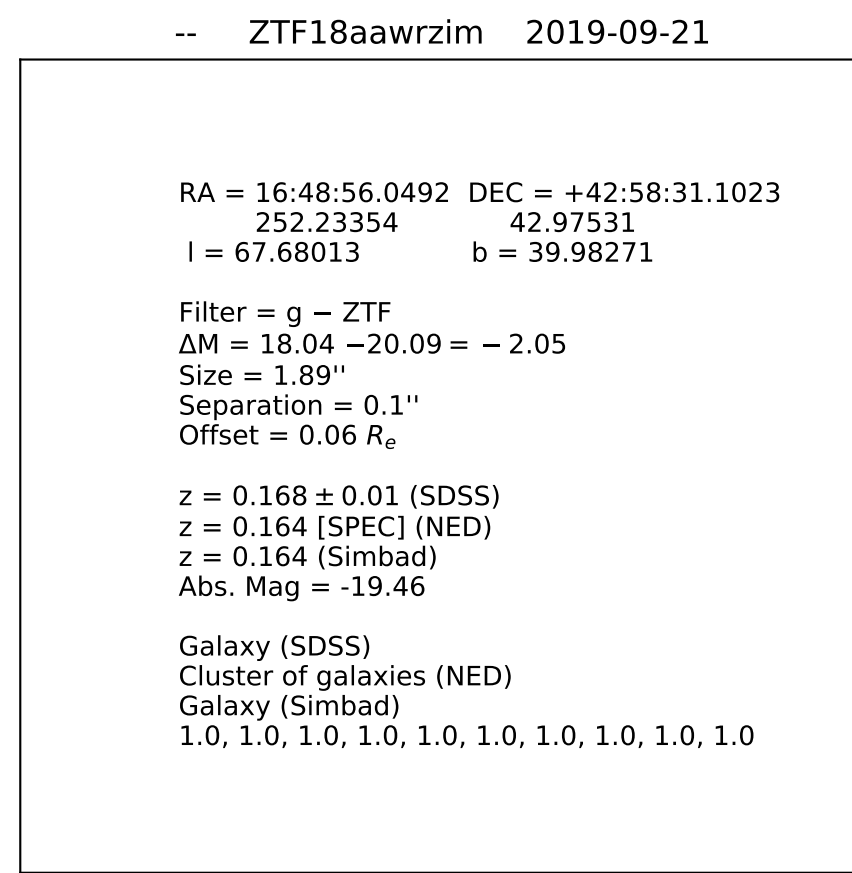 -- ZTF18aawrzim 2019-09-21
RA = 16:48:56.0492 DEC = +42:58:31.1023
252.23354 42.97531
l = 67.68013 b = 39.98271
Filter = g − ZTF
ΔM = 18.04 −20.09 = − 2.05
Size = 1.89''
Separation = 0.1''
Offset = 0.06 Rₑ
z = 0.168 ± 0.01 (SDSS)
z = 0.164 [SPEC] (NED)
z = 0.164 (Simbad)
Abs. Mag = -19.46
Galaxy (SDSS)
Cluster of galaxies (NED)
Galaxy (Simbad)
1.0, 1.0, 1.0, 1.0, 1.0, 1.0, 1.0, 1.0, 1.0, 1.0